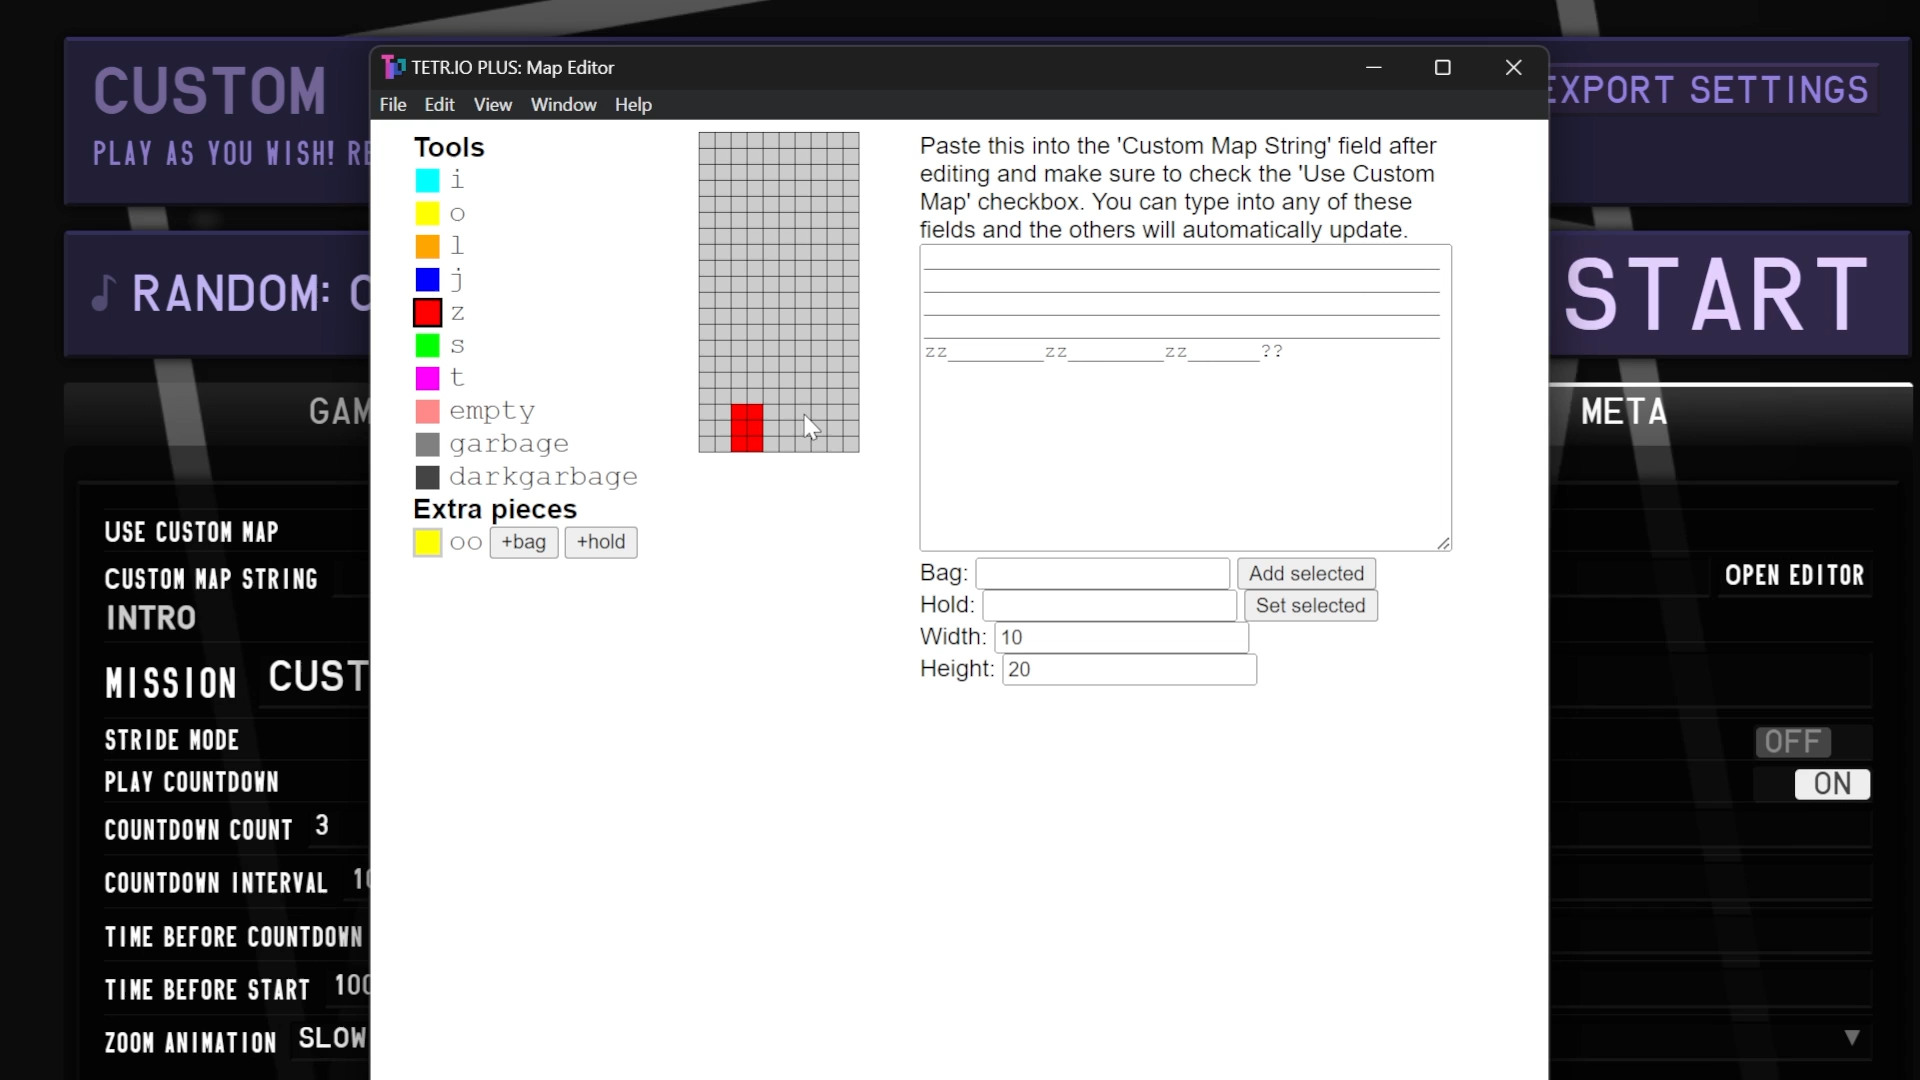 CUSTOM
PLAY AS YOU WISH! RE
EXPORT SETTINGS
TETR.IO PLUS: Map Editor
File Edit View Window Help
♪ RANDOM: C
START
GAM
META
Tools
i
o
l
j
z
s
t
empty
garbage
darkgarbage
Extra pieces
oo +bag +hold
Paste this into the 'Custom Map String' field after
editing and make sure to check the 'Use Custom
Map' checkbox. You can type into any of these
fields and the others will automatically update.
zz________zz________zz______??
Bag: Add selected
Hold: Set selected
Width: 10
Height: 20
USE CUSTOM MAP
CUSTOM MAP STRING OPEN EDITOR
INTRO
MISSION CUST
STRIDE MODE OFF
PLAY COUNTDOWN ON
COUNTDOWN COUNT 3
COUNTDOWN INTERVAL 10
TIME BEFORE COUNTDOWN
TIME BEFORE START 100
ZOOM ANIMATION SLOW